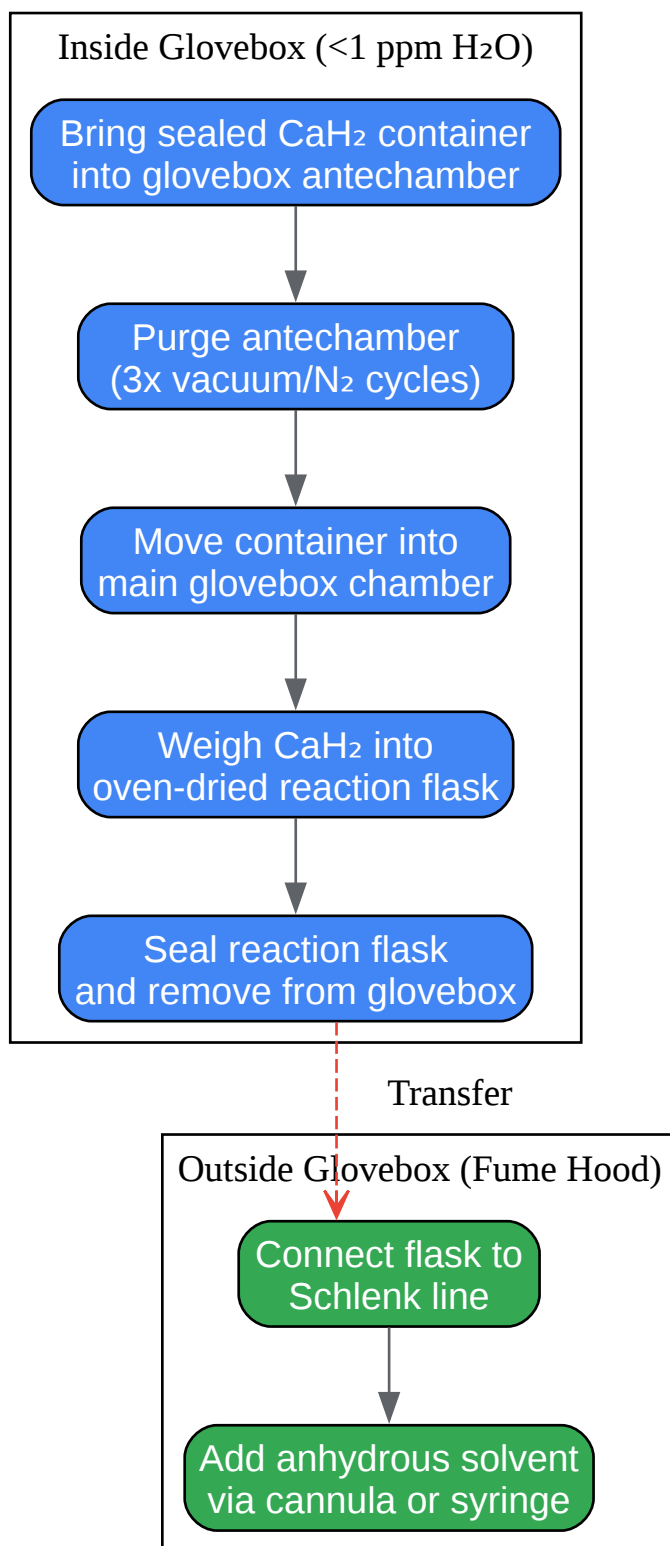 Inside Glovebox (<1 ppm H₂O)
Bring sealed CaH₂ container
into glovebox antechamber
Purge antechamber
(3x vacuum/N₂ cycles)
Move container into
main glovebox chamber
Weigh CaH₂ into
oven-dried reaction flask
Seal reaction flask
and remove from glovebox
Transfer
Outside Glovebox (Fume Hood)
Connect flask to
Schlenk line
Add anhydrous solvent
via cannula or syringe